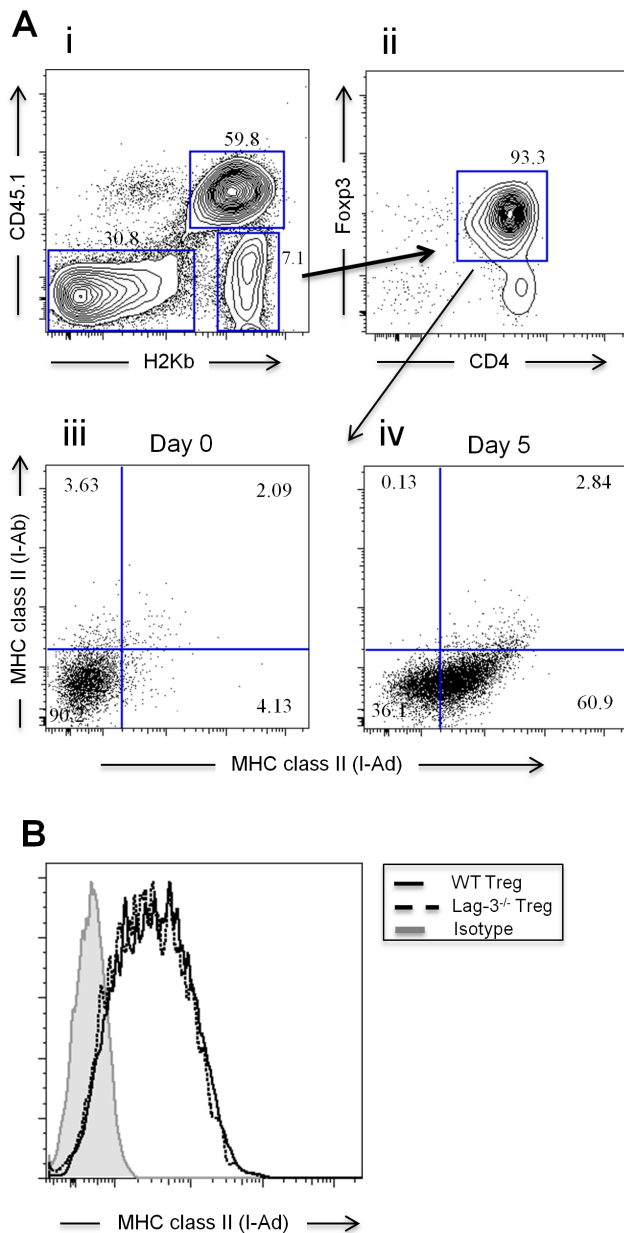 A
i
ii
CD45.1
59.8
30.8
7.1
H2Kb
Foxp3
93.3
CD4
iii
Day 0
iv
Day 5
MHC class II (I-Ab)
3.63
2.09
90.2
4.13
0.13
2.84
36.1
60.9
MHC class II (I-Ad)
B
WT Treg
Lag-3-/- Treg
Isotype
MHC class II (I-Ad)